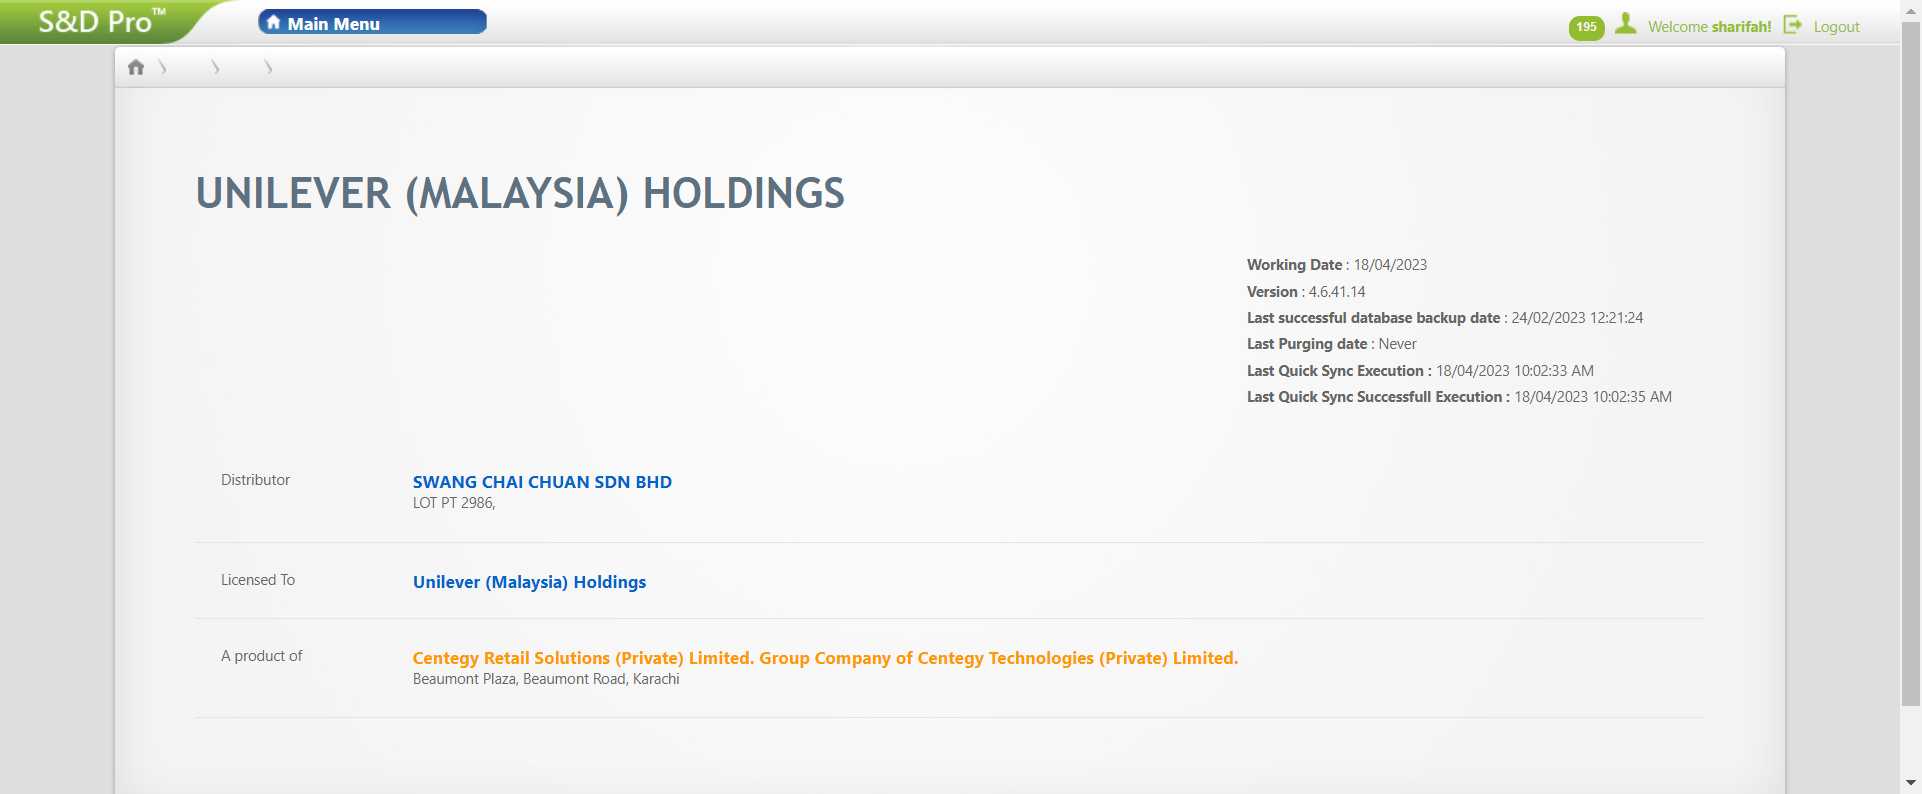 S&D Pro™
Main Menu
195
Welcome sharifah!
Logout
UNILEVER (MALAYSIA) HOLDINGS
Working Date : 18/04/2023
Version : 4.6.41.14
Last successful database backup date : 24/02/2023 12:21:24
Last Purging date : Never
Last Quick Sync Execution : 18/04/2023 10:02:33 AM
Last Quick Sync Successfull Execution : 18/04/2023 10:02:35 AM
Distributor
SWANG CHAI CHUAN SDN BHD
LOT PT 2986,
Licensed To
Unilever (Malaysia) Holdings
A product of
Centegy Retail Solutions (Private) Limited. Group Company of Centegy Technologies (Private) Limited.
Beaumont Plaza, Beaumont Road, Karachi